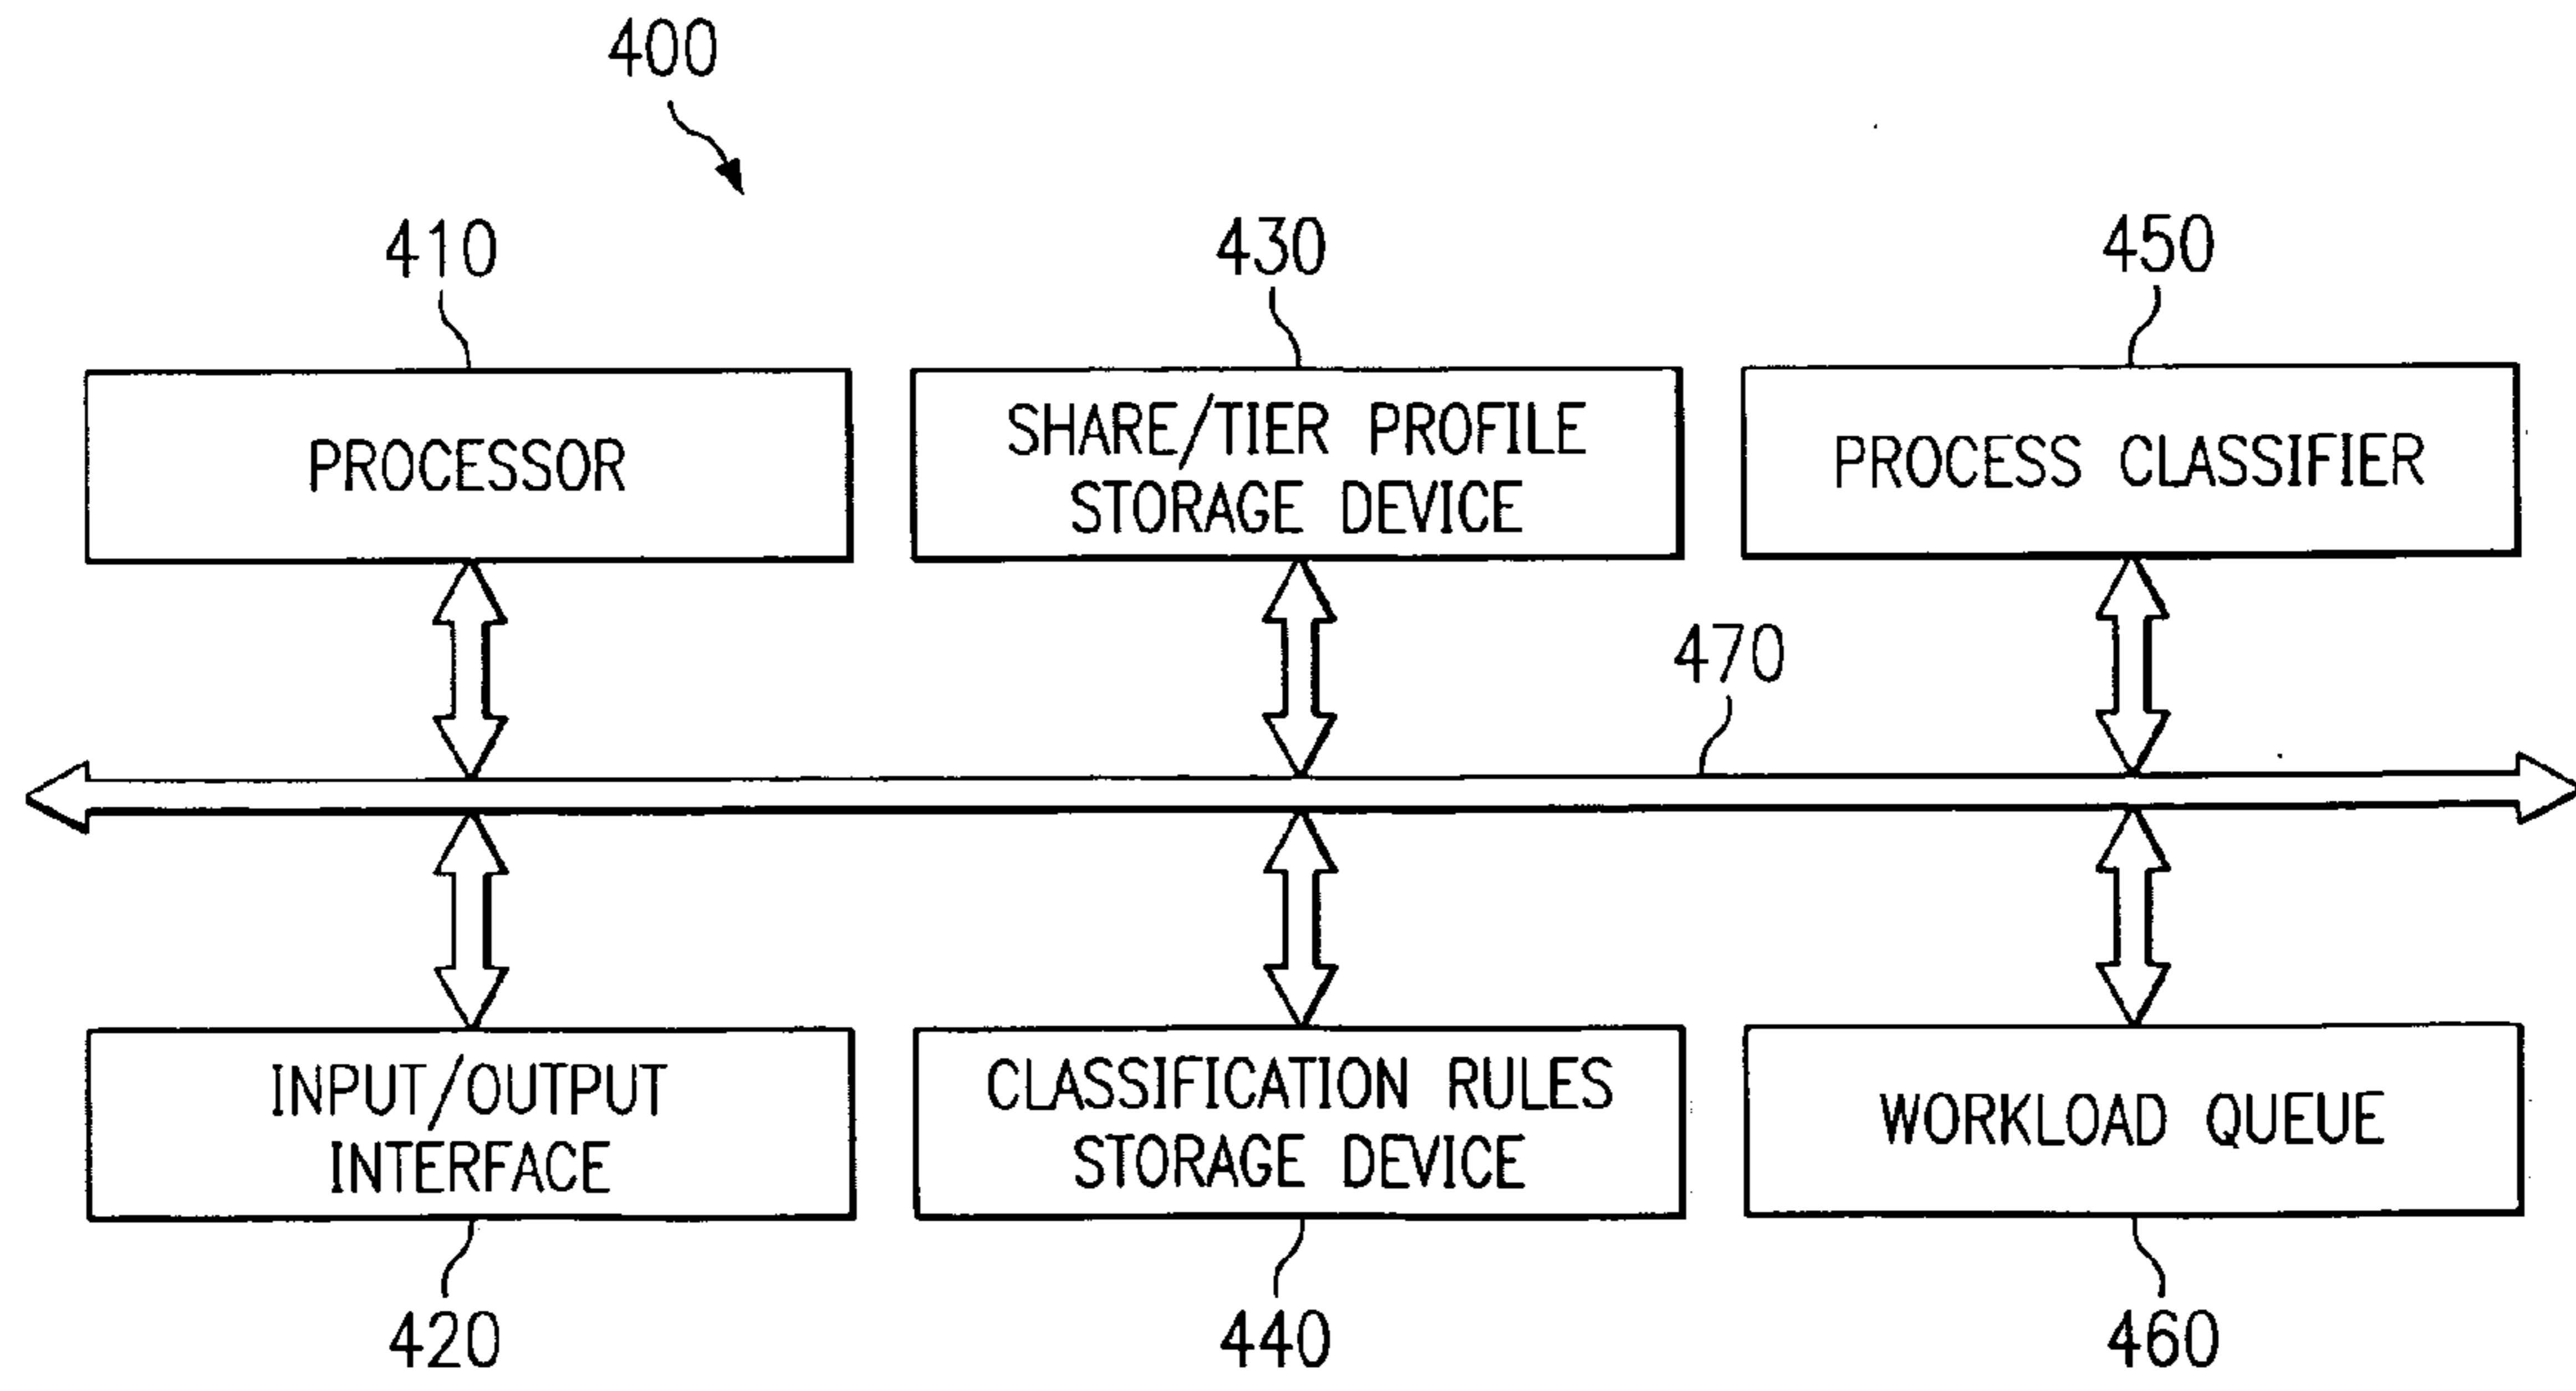 400
410
430
450
PROCESSOR
SHARE/TIER PROFILE
STORAGE DEVICE
PROCESS CLASSIFIER
470
INPUT/OUTPUT
INTERFACE
CLASSIFICATION RULES
STORAGE DEVICE
WORKLOAD QUEUE
420
440
460